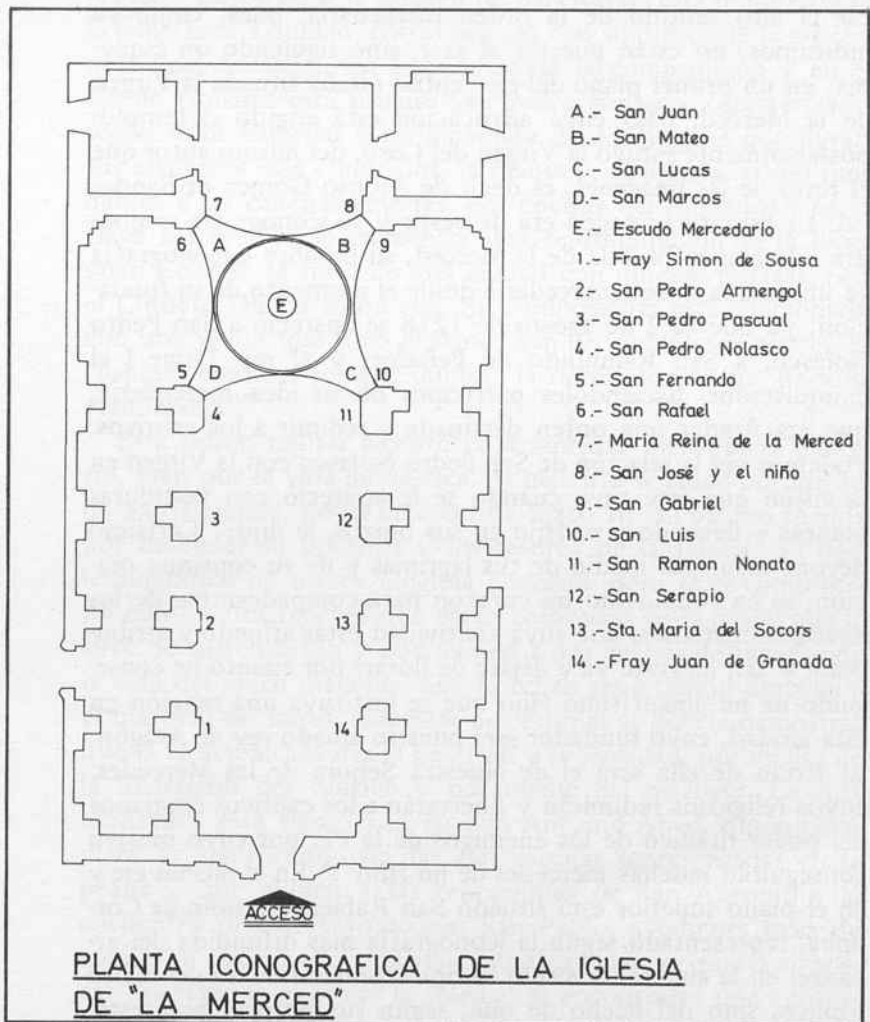 A.- San Juan
B.- San Mateo
C.- San Lucas
D.- San Marcos
E.- Escudo Mercedario
1.- Fray Simon de Sousa
2.- San Pedro Armengol
3.- San Pedro Pascual
4.- San Pedro Nolasco
5.- San Fernando
6.- San Rafael
7.- Maria Reina de la Merced
8.- San José y el niño
9.- San Gabriel
10.- San Luis
11.- San Ramon Nonato
12.- San Serapio
13.- Sta. Maria del Socors
14.- Fray Juan de Granada
7 8
6 A B 9
E
5 D C 10
4 11
3 12
2 13
1 14
ACCESO
PLANTA ICONOGRAFICA DE LA IGLESIA
DE "LA MERCED"